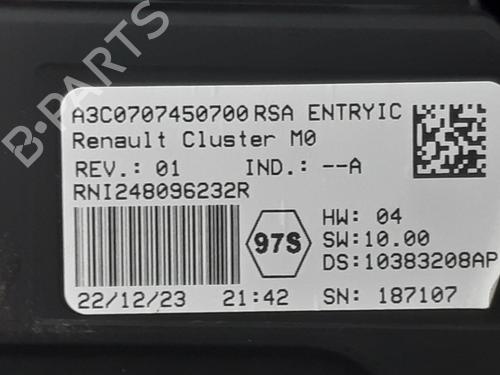 B-PARTS
A3C0707450700 RSA ENTRYIC
Renault Cluster M0
REV.: 01 IND.: --A
RNI248096232R
97S
HW: 04
SW:10.00
DS:10383208AP
22/12/23 21:42 SN: 187107